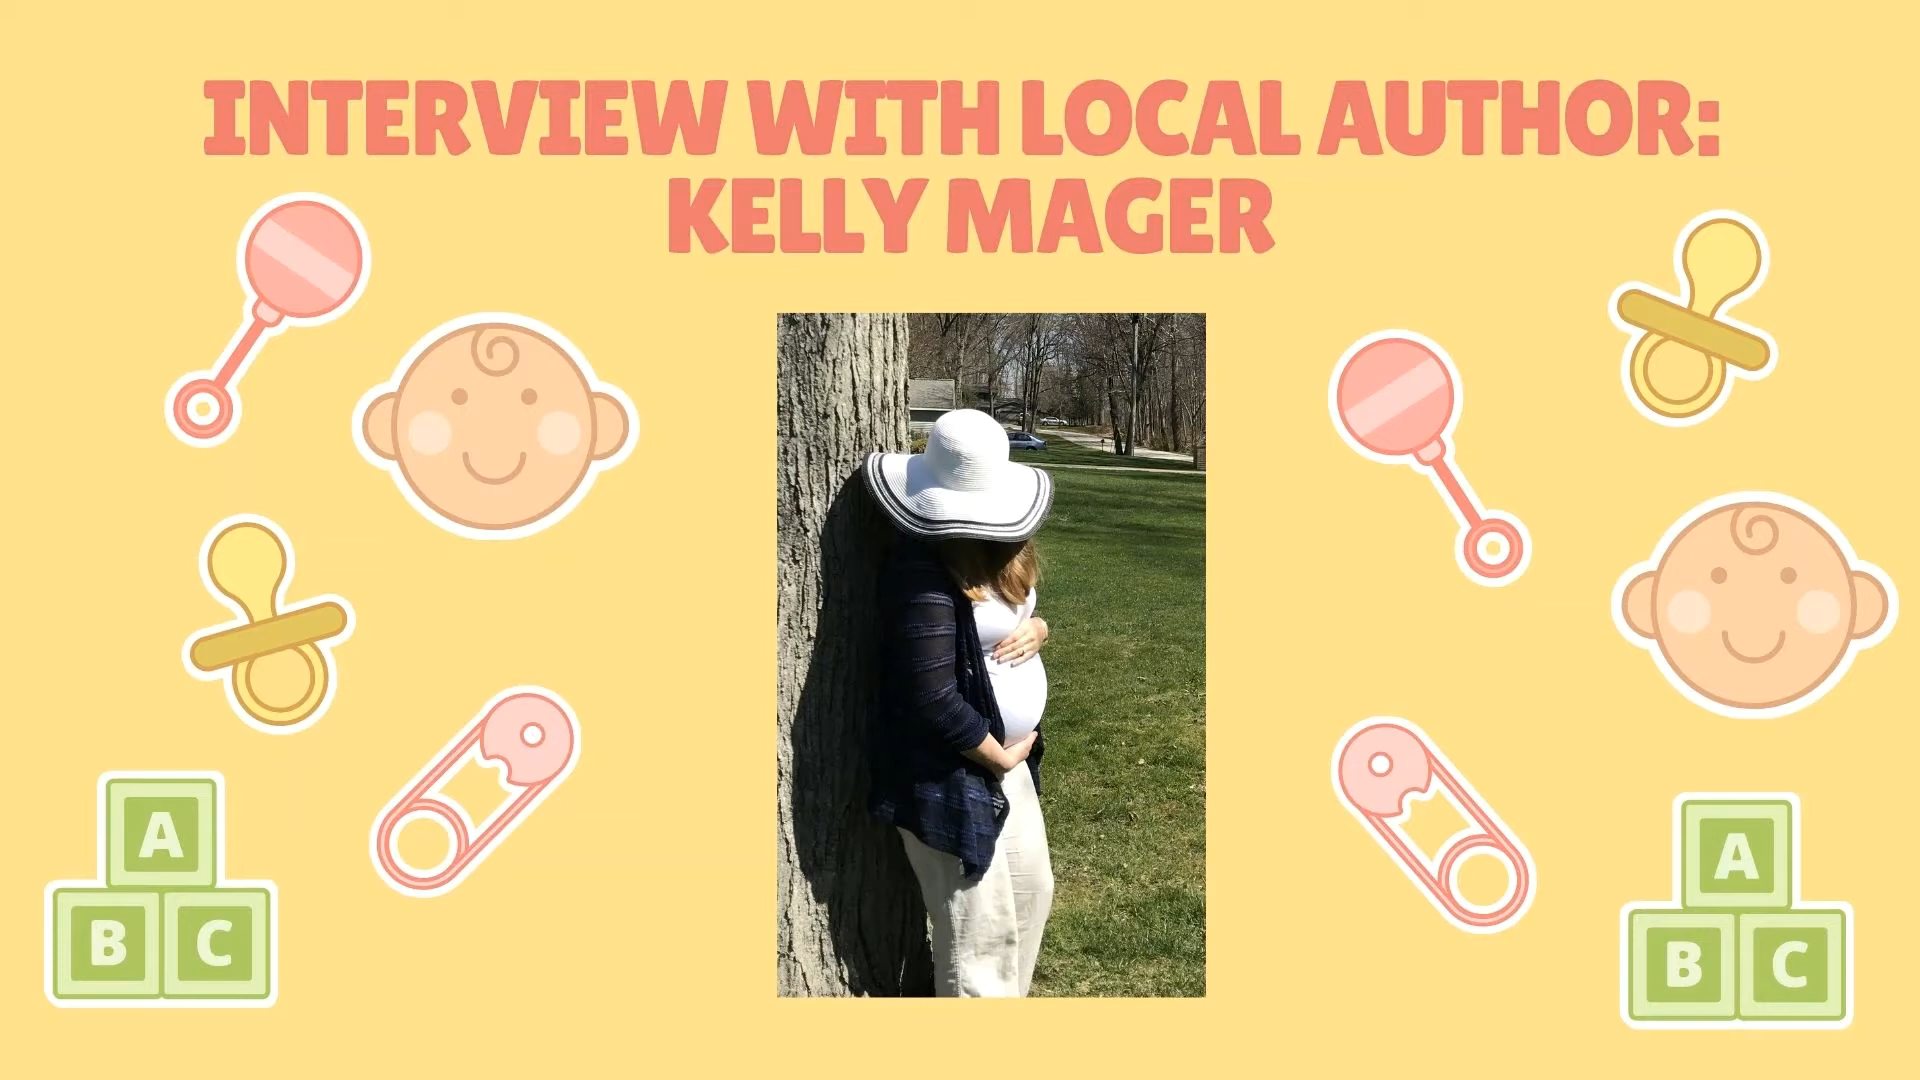 INTERVIEW WITH LOCAL AUTHOR:
KELLY MAGER
A
B C
A
B C